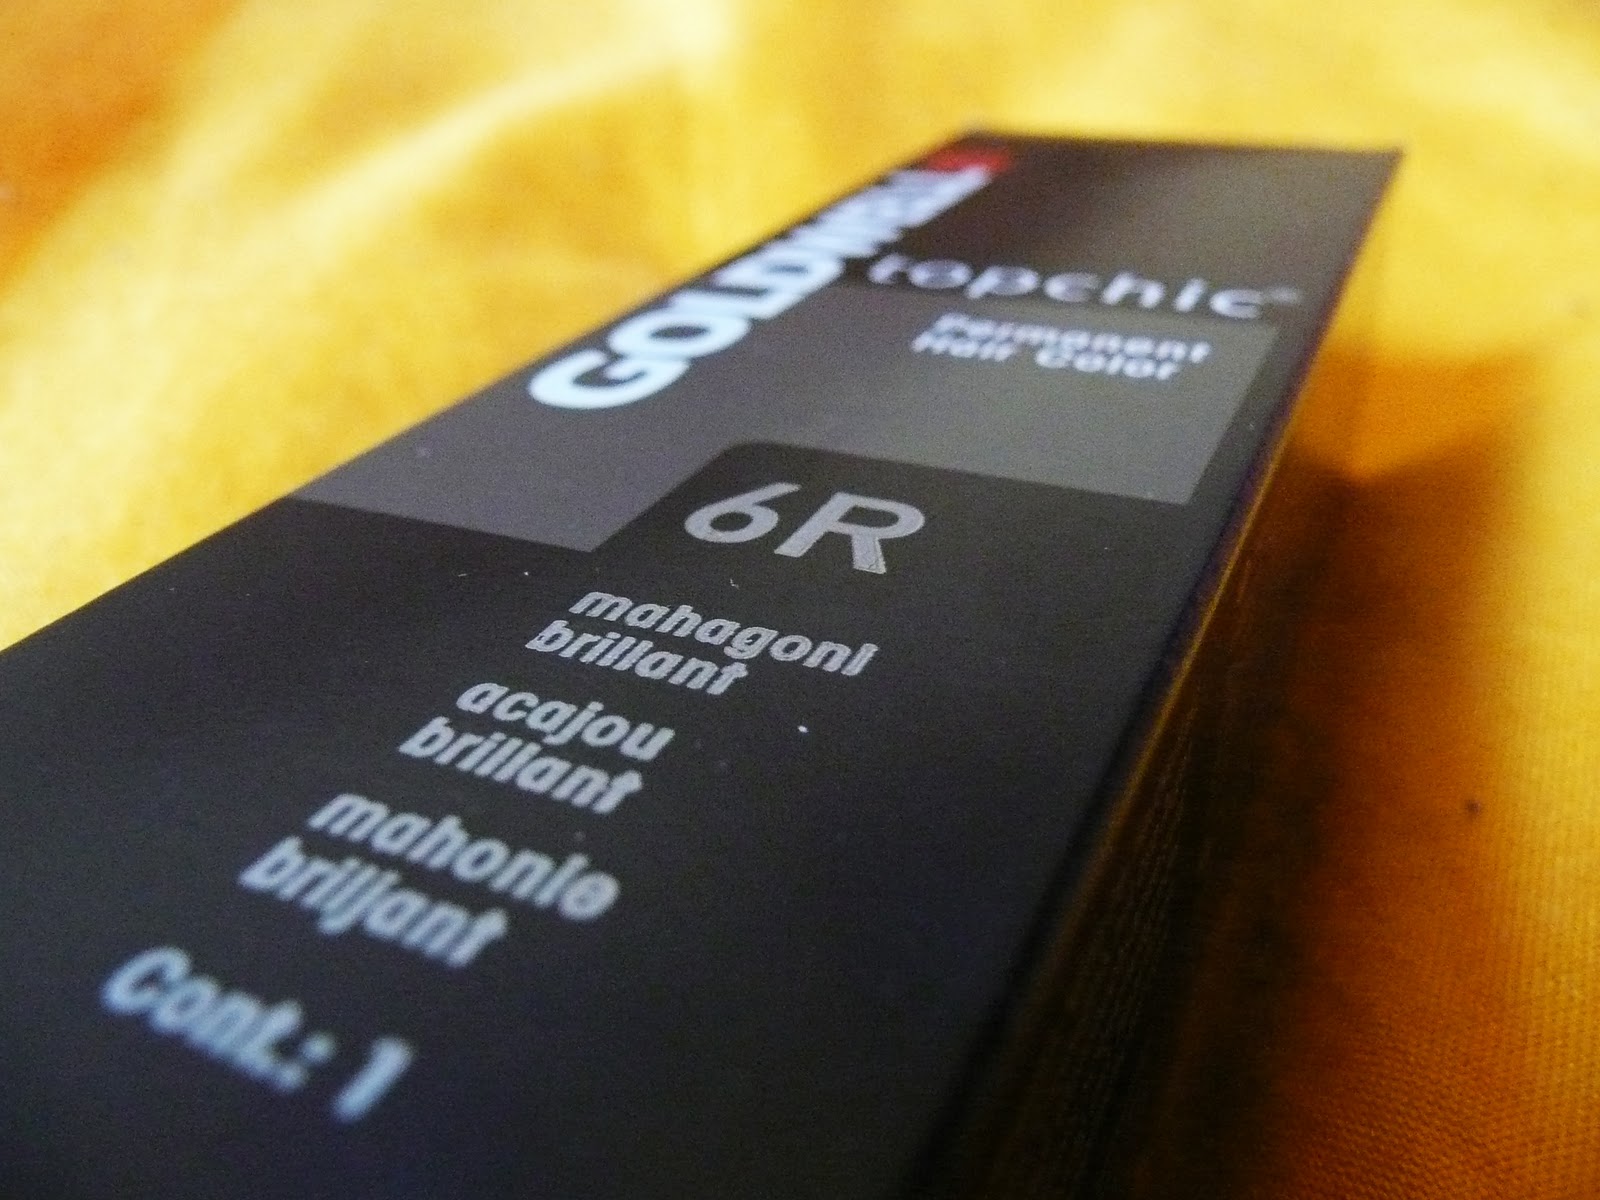 GOLDWELL
topchic
Permanent
Hair Color
6R
mahagoni
brillant
acajou
brillant
mahonie
briljant
Cont.: 1